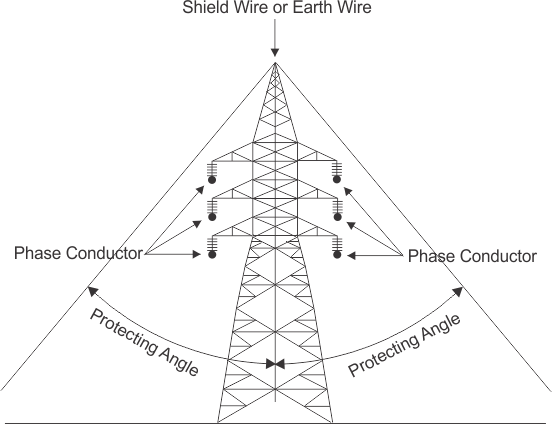 Shield Wire or Earth Wire
Phase Conductor
Phase Conductor
Protecting Angle
Protecting Angle